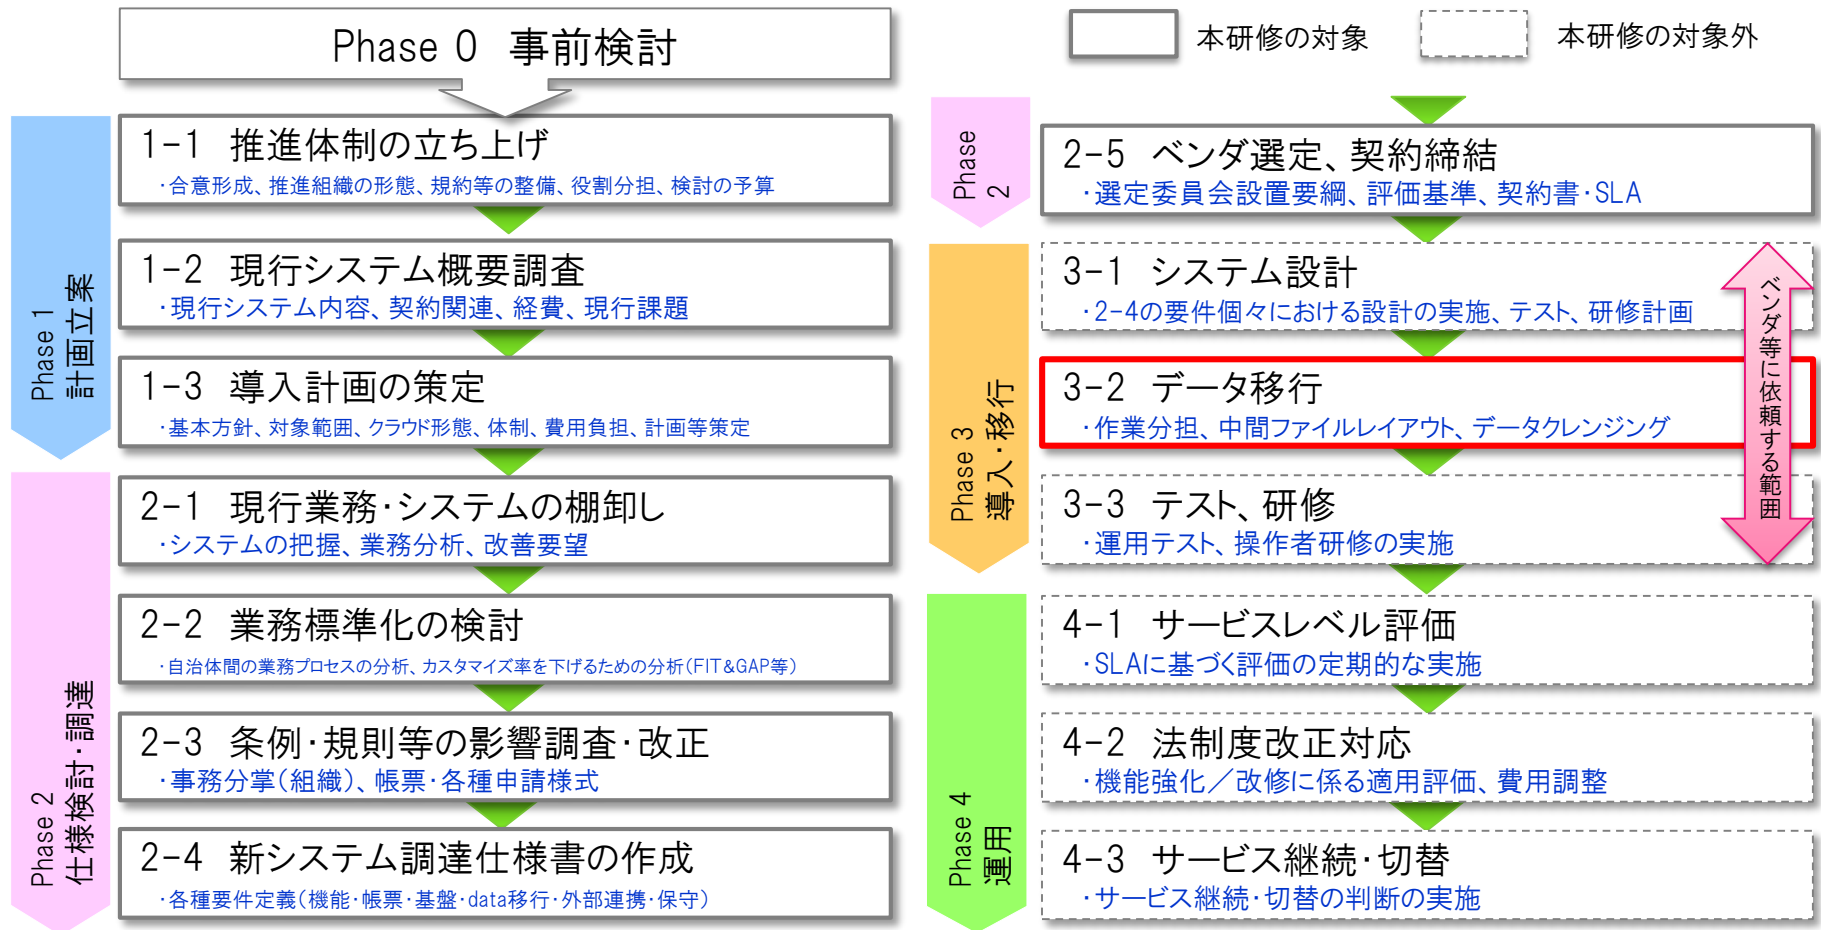 Phase 0 事前検討
本研修の対象
本研修の対象外
Phase 1
計画立案
1-1 推進体制の立ち上げ
・合意形成、推進組織の形態、規約等の整備、役割分担、検討の予算
1-2 現行システム概要調査
・現行システム内容、契約関連、経費、現行課題
1-3 導入計画の策定
・基本方針、対象範囲、クラウド形態、体制、費用負担、計画等策定
Phase 2
仕様検討・調達
2-1 現行業務・システムの棚卸し
・システムの把握、業務分析、改善要望
2-2 業務標準化の検討
・自治体間の業務プロセスの分析、カスタマイズ率を下げるための分析(FIT&GAP等)
2-3 条例・規則等の影響調査・改正
・事務分掌(組織)、帳票・各種申請様式
2-4 新システム調達仕様書の作成
・各種要件定義(機能・帳票・基盤・data移行・外部連携・保守)
Phase
2
2-5 ベンダ選定、契約締結
・選定委員会設置要綱、評価基準、契約書・SLA
Phase 3
導入・移行
3-1 システム設計
・2-4の要件個々における設計の実施、テスト、研修計画
3-2 データ移行
・作業分担、中間ファイルレイアウト、データクレンジング
3-3 テスト、研修
・運用テスト、操作者研修の実施
ベンダ等に依頼する範囲
Phase 4
運用
4-1 サービスレベル評価
・SLAに基づく評価の定期的な実施
4-2 法制度改正対応
・機能強化/改修に係る適用評価、費用調整
4-3 サービス継続・切替
・サービス継続・切替の判断の実施